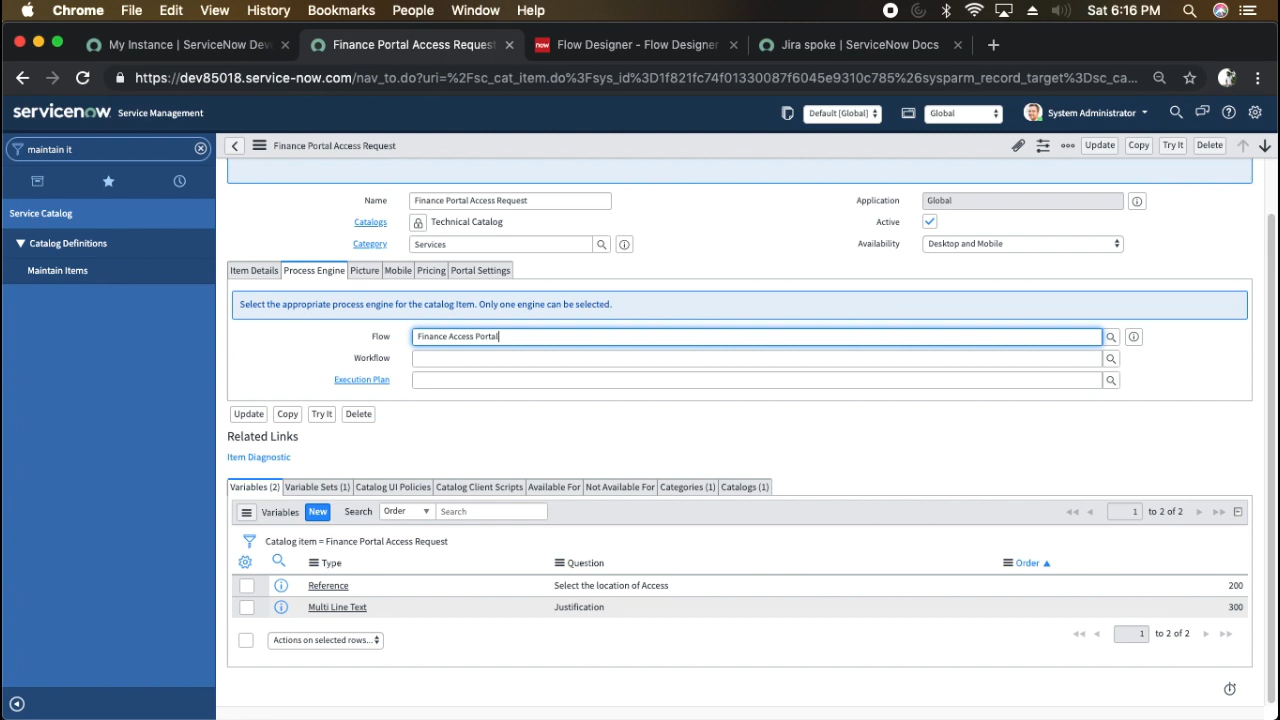 Chrome File Edit View History Bookmarks People Window Help Sat 6:16 PM
My Instance | ServiceNow Deve Finance Portal Access Request Flow Designer - Flow Designer Jira spoke | ServiceNow Docs
https://dev85018.service-now.com/nav_to.do?uri=%2Fsc_cat_item.do%3Fsys_id%3D1f821fc74f01330087f6045e9310c785%26sysparm_record_target%3Dsc_ca...
servicenow Service Management Default [Global] Global System Administrator
maintain it
Finance Portal Access Request Update Copy Try It Delete
Service Catalog
Catalog Definitions
Maintain Items
Name Finance Portal Access Request Application Global
Catalogs Technical Catalog Active
Category Services Availability Desktop and Mobile
Item Details Process Engine Picture Mobile Pricing Portal Settings
Select the appropriate process engine for the catalog Item. Only one engine can be selected.
Flow Finance Access Portal
Workflow
Execution Plan
Update Copy Try It Delete
Related Links
Item Diagnostic
Variables (2) Variable Sets (1) Catalog UI Policies Catalog Client Scripts Available For Not Available For Categories (1) Catalogs (1)
Variables New Search Order Search 1 to 2 of 2
Catalog item = Finance Portal Access Request
Type Question Order
Reference Select the location of Access 200
Multi Line Text Justification 300
Actions on selected rows... 1 to 2 of 2